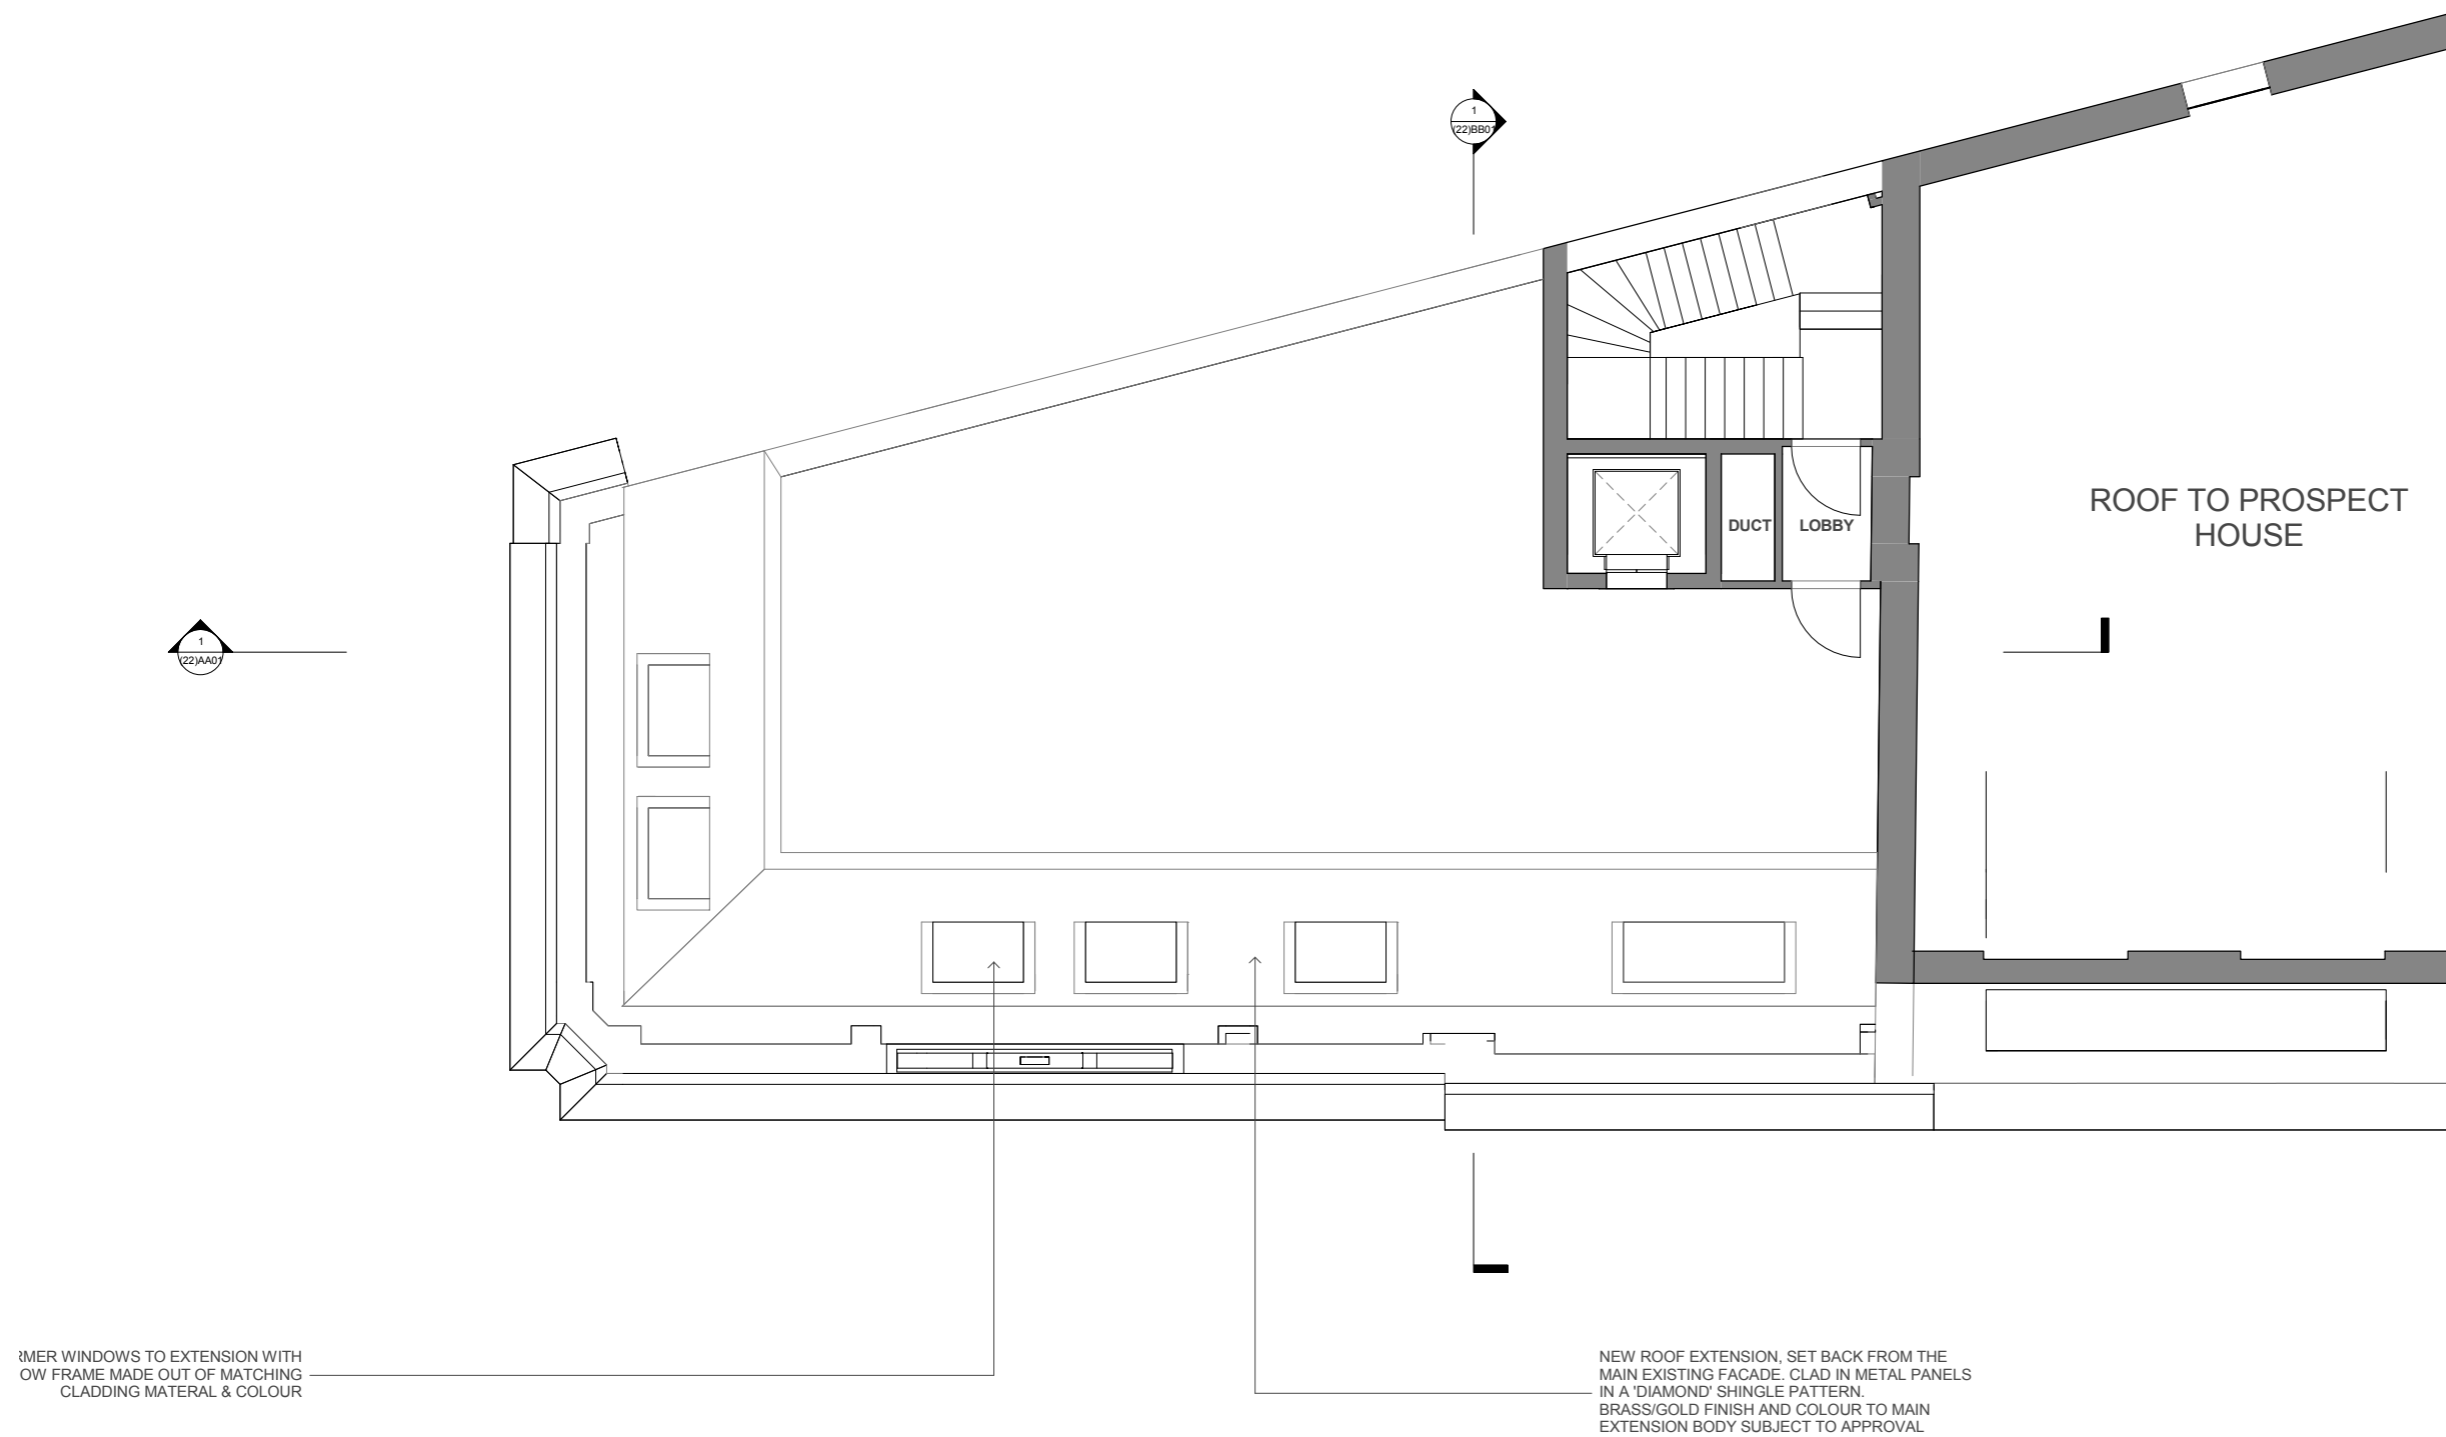 1
(22)BB01
ROOF TO PROSPECT
HOUSE
DUCT
LOBBY
1
(22)AA01
WINDOWS TO EXTENSION WITH
FRAME MADE OUT OF MATCHING
CLADDING MATERAL & COLOUR
NEW ROOF EXTENSION, SET BACK FROM THE
MAIN EXISTING FACADE. CLAD IN METAL PANELS
IN A 'DIAMOND' SHINGLE PATTERN.
BRASS/GOLD FINISH AND COLOUR TO MAIN
EXTENSION BODY SUBJECT TO APPROVAL